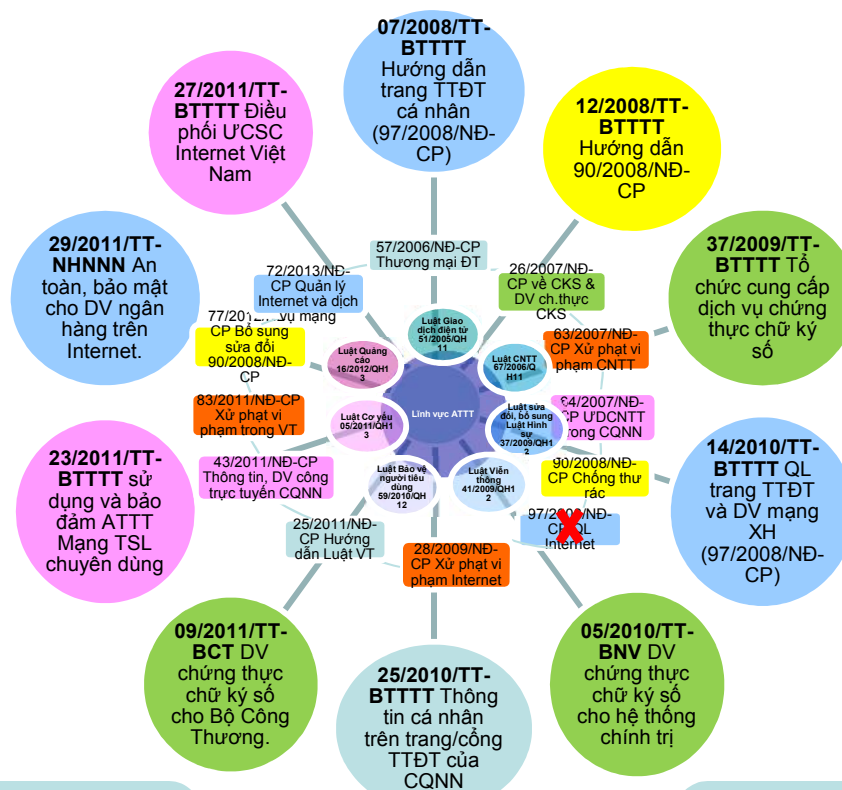 07/2008/TT-
BTTTT
Hướng dẫn
trang TTĐT
cá nhân
(97/2008/NĐ-
CP)
27/2011/TT-
BTTTT Điều
phối ƯCSC
Internet Việt
Nam
12/2008/TT-
BTTTT
Hướng dẫn
90/2008/NĐ-
CP
29/2011/TT-
NHNNN An
toàn, bảo mật
cho DV ngân
hàng trên
Internet.
37/2009/TT-
BTTTT Tổ
chức cung cấp
dịch vụ chứng
thực chữ ký
số
57/2006/NĐ-CP
Thương mại ĐT
72/2013/NĐ-
CP Quản lý
Internet và dịch
vụ mạng
26/2007/NĐ-
CP về CKS &
DV ch.thực
CKS
CP Bổ sung
sửa đổi
90/2008/NĐ-
CP
63/2007/NĐ-
CP Xử phạt vi
phạm CNTT
83/2011/NĐ-CP
Xử phạt vi
phạm trong VT
64/2007/NĐ-
CP ƯDCNTT
trong CQNN
43/2011/NĐ-CP
Thông tin, DV công
trực tuyến CQNN
90/2008/NĐ-
CP Chống thư
rác
25/2011/NĐ-
CP Hướng
dẫn Luật VT
28/2009/NĐ-
CP Xử phạt vi
phạm Internet
QL
Internet
Luật Giao
dịch điện tử
51/2005/QH
11
Luật Quảng
cáo
16/2012/QH1
3
Luật CNTT
67/2006/Q
H11
Lĩnh vực ATTT
Luật Cơ yếu
05/2011/QH1
3
Luật sửa
đổi, bổ sung
Luật Hình
sự
37/2009/QH1
2
Luật Bảo vệ
người tiêu
dùng
59/2010/QH
12
Luật Viễn
thông
41/2009/QH1
2
23/2011/TT-
BTTTT sử
dụng và bảo
đảm ATTT
Mạng TSL
chuyên dùng
14/2010/TT-
BTTTT QL
trang TTĐT
và DV mạng
XH
(97/2008/NĐ-
CP)
09/2011/TT-
BCT DV
chứng thực
chữ ký số
cho Bộ Công
Thương.
25/2010/TT-
BTTTT Thông
tin cá nhân
trên trang/cổng
TTĐT của
CQNN
05/2010/TT-
BNV DV
chứng thực
chữ ký số
cho hệ thống
chính trị